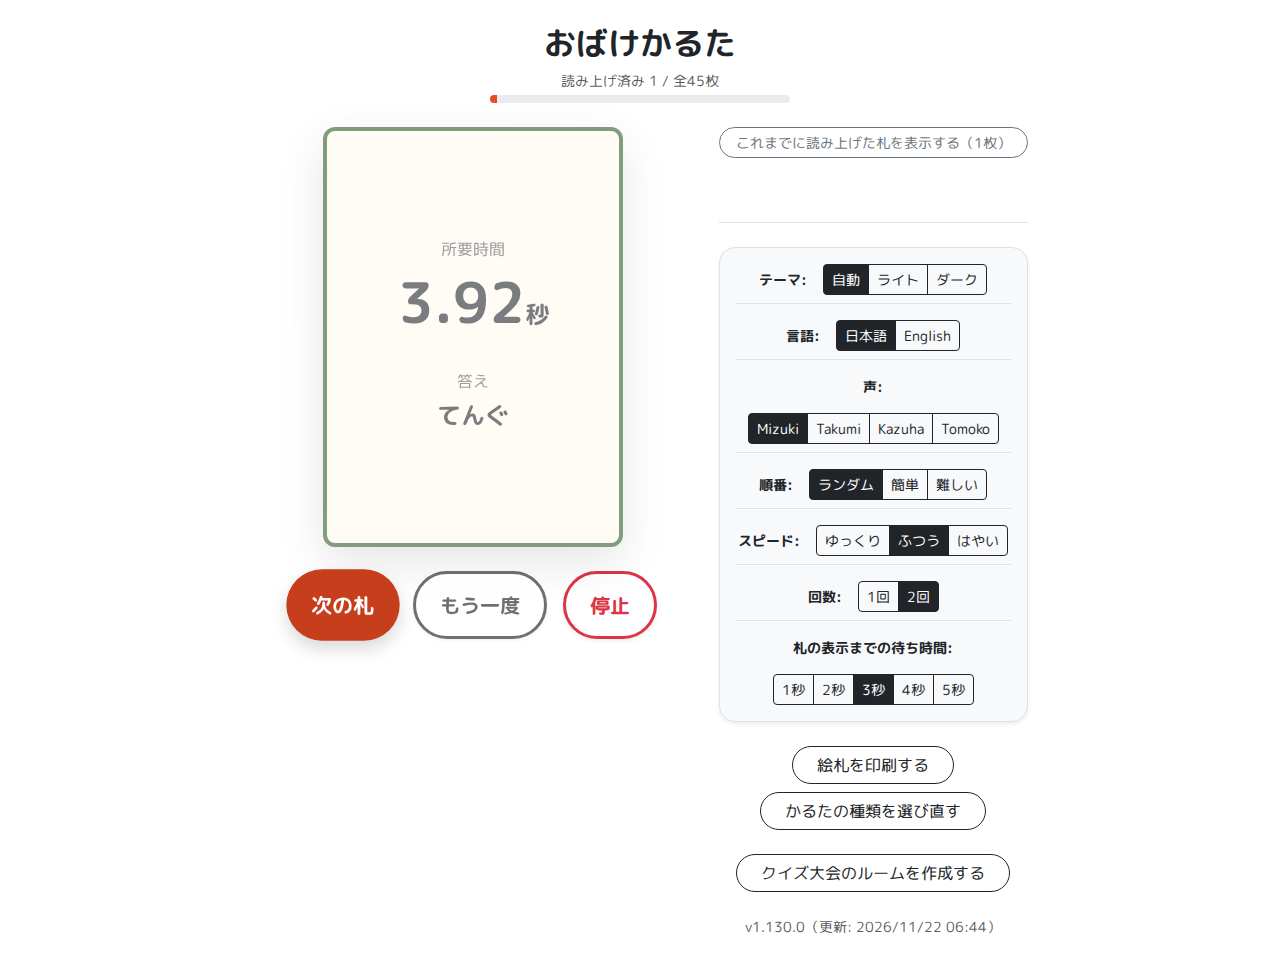 おばけかるた
読み上げ済み 1 / 全45枚
所要時間
3.92秒
答え
てんぐ
次の札
もう一度
停止
これまでに読み上げた札を表示する（1枚）
テーマ: 自動 ライト ダーク
言語: 日本語 English
声:
Mizuki Takumi Kazuha Tomoko
順番: ランダム 簡単 難しい
スピード: ゆっくり ふつう はやい
回数: 1回 2回
札の表示までの待ち時間:
1秒 2秒 3秒 4秒 5秒
絵札を印刷する
かるたの種類を選び直す
クイズ大会のルームを作成する
v1.130.0（更新: 2026/11/22 06:44）